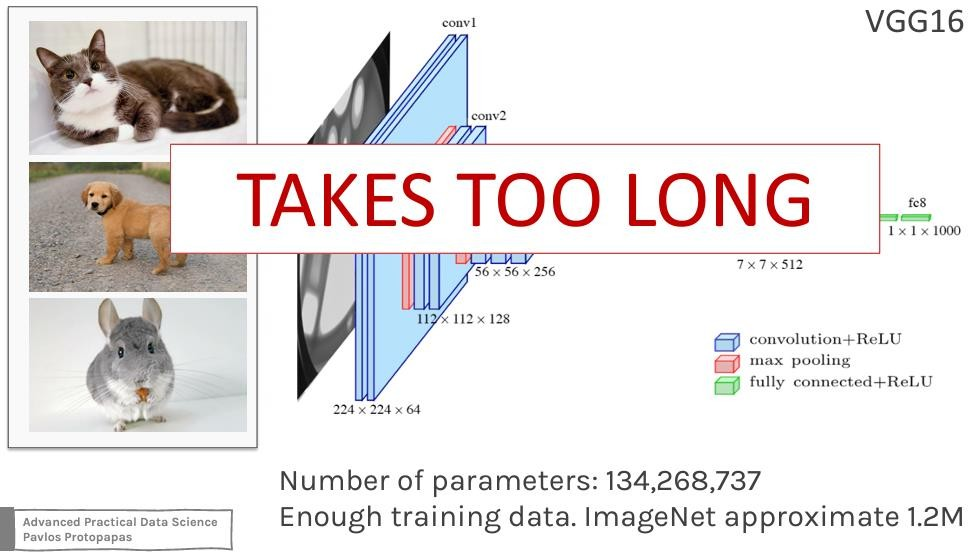 VGG16
conv1
conv2
TAKES TOO LONG
fc8
1 × 1 × 1000
56 × 56 × 256
7 × 7 × 512
112 × 112 × 128
convolution+ReLU
max pooling
fully connected+ReLU
224 × 224 × 64
Number of parameters: 134,268,737
Enough training data. ImageNet approximate 1.2M
Advanced Practical Data Science
Pavlos Protopapas